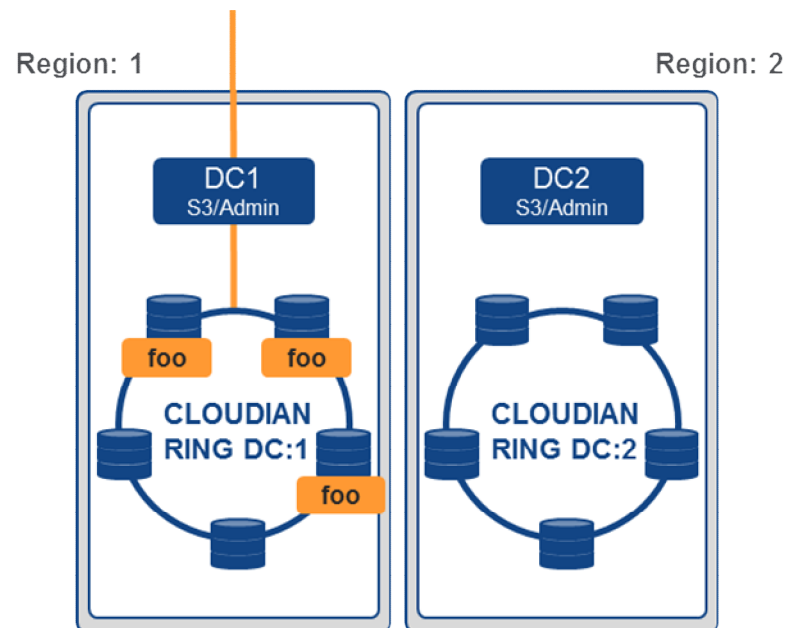 Region: 1
Region: 2
DC1
S3/Admin
DC2
S3/Admin
foo
foo
CLOUDIAN
RING DC:1
foo
CLOUDIAN
RING DC:2